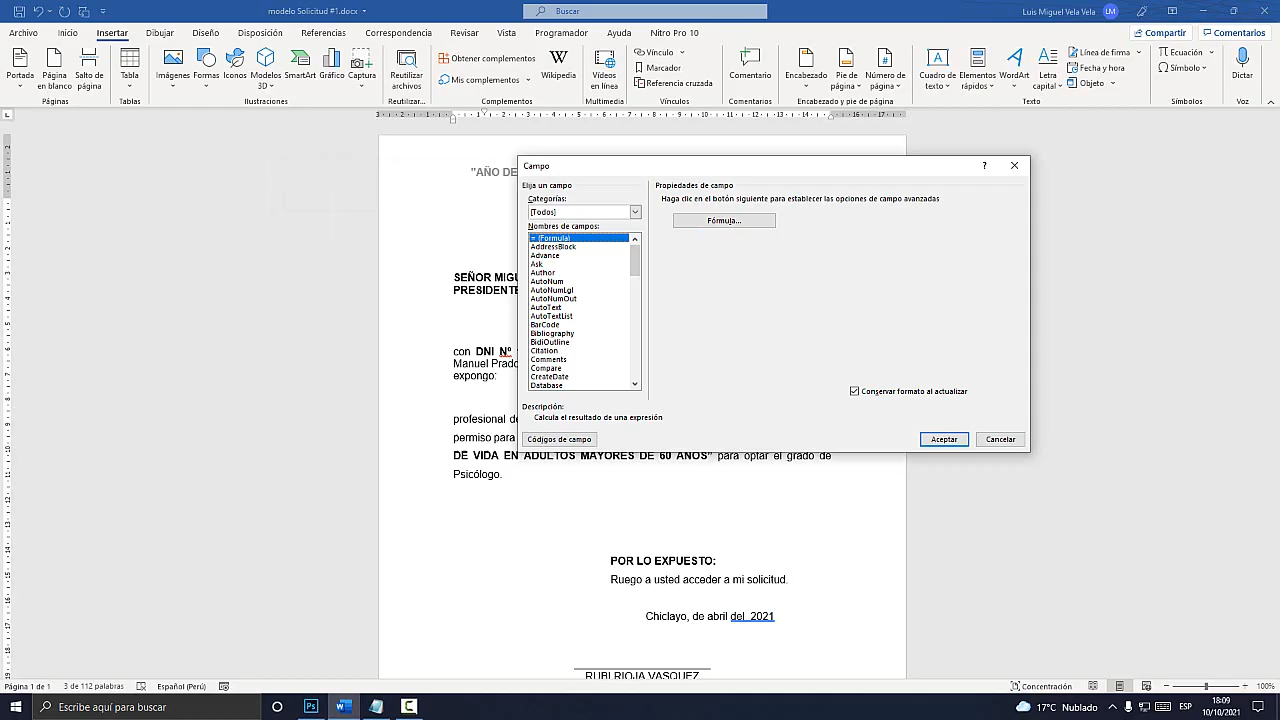 modelo Solicitud #1.docx
Buscar
Luis Miguel Vela Vela
LM
Archivo Inicio Insertar Dibujar Diseño Disposición Referencias Correspondencia Revisar Vista Programador Ayuda Nitro Pro 10
Compartir Comentarios
Portada
Página en blanco
Salto de página
Páginas
Tabla
Tablas
Imágenes
Formas
Iconos
Modelos 3D
SmartArt
Gráfico
Captura
Ilustraciones
Reutilizar archivos
Reutilizar...
Obtener complementos
Mis complementos
Wikipedia
Complementos
Vídeos en línea
Multimedia
Vínculo
Marcador
Referencia cruzada
Vínculos
Comentario
Comentarios
Encabezado
Pie de página
Número de página
Encabezado y pie de página
Cuadro de texto
Elementos rápidos
WordArt
Letra capital
Línea de firma
Fecha y hora
Objeto
Texto
Ecuación
Símbolo
Símbolos
Dictar
Voz
"AÑO DE
SEÑOR MIGU
PRESIDENTE
con DNI Nº
Manuel Prado
expongo:
profesional de
permiso para
DE VIDA EN ADULTOS MAYORES DE 60 AÑOS" para optar el grado de
Psicólogo.
POR LO EXPUESTO:
Ruego a usted acceder a mi solicitud.
Chiclayo, de abril del 2021
RUBI RIOJA VASQUEZ
Campo
Elija un campo
Categorías:
[Todos]
Nombres de campos:
= (Formula)
AddressBlock
Advance
Ask
Author
AutoNum
AutoNumLgl
AutoNumOut
AutoText
AutoTextList
BarCode
Bibliography
BidiOutline
Citation
Comments
Compare
CreateDate
Database
Propiedades de campo
Haga clic en el botón siguiente para establecer las opciones de campo avanzadas
Fórmula...
Conservar formato al actualizar
Descripción:
Calcula el resultado de una expresión
Códigos de campo
Aceptar
Cancelar
Página 1 de 1
3 de 112 palabras
Español (Perú)
Concentración
100%
Escribe aquí para buscar
17°C Nublado
ESP
18:09
10/10/2021